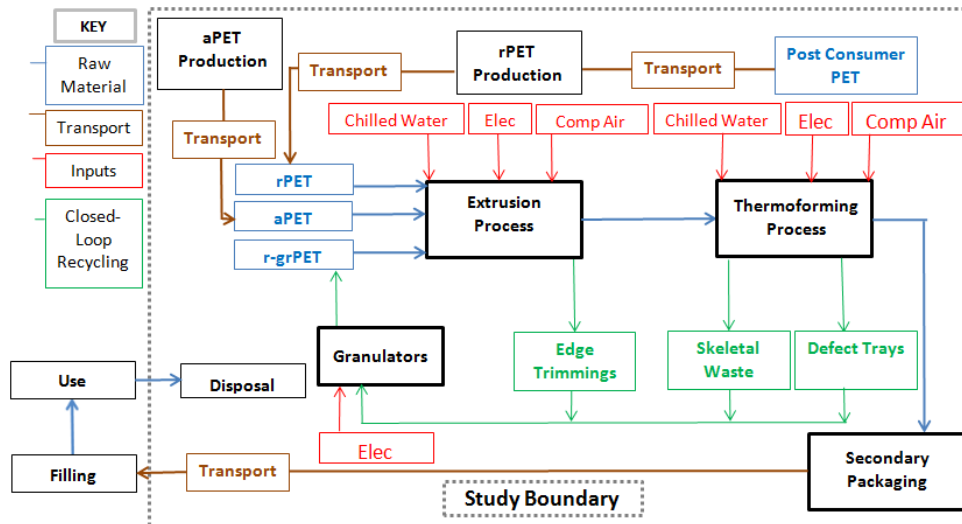 KEY
Raw
Material
Transport
Inputs
Closed-
Loop
Recycling
aPET
Production
Transport
rPET
Production
Transport
Post Consumer
PET
Transport
Chilled Water
Elec
Comp Air
Chilled Water
Elec
Comp Air
rPET
aPET
r-grPET
Extrusion
Process
Thermoforming
Process
Granulators
Edge
Trimmings
Skeletal
Waste
Defect Trays
Use
Disposal
Elec
Filling
Transport
Secondary
Packaging
Study Boundary